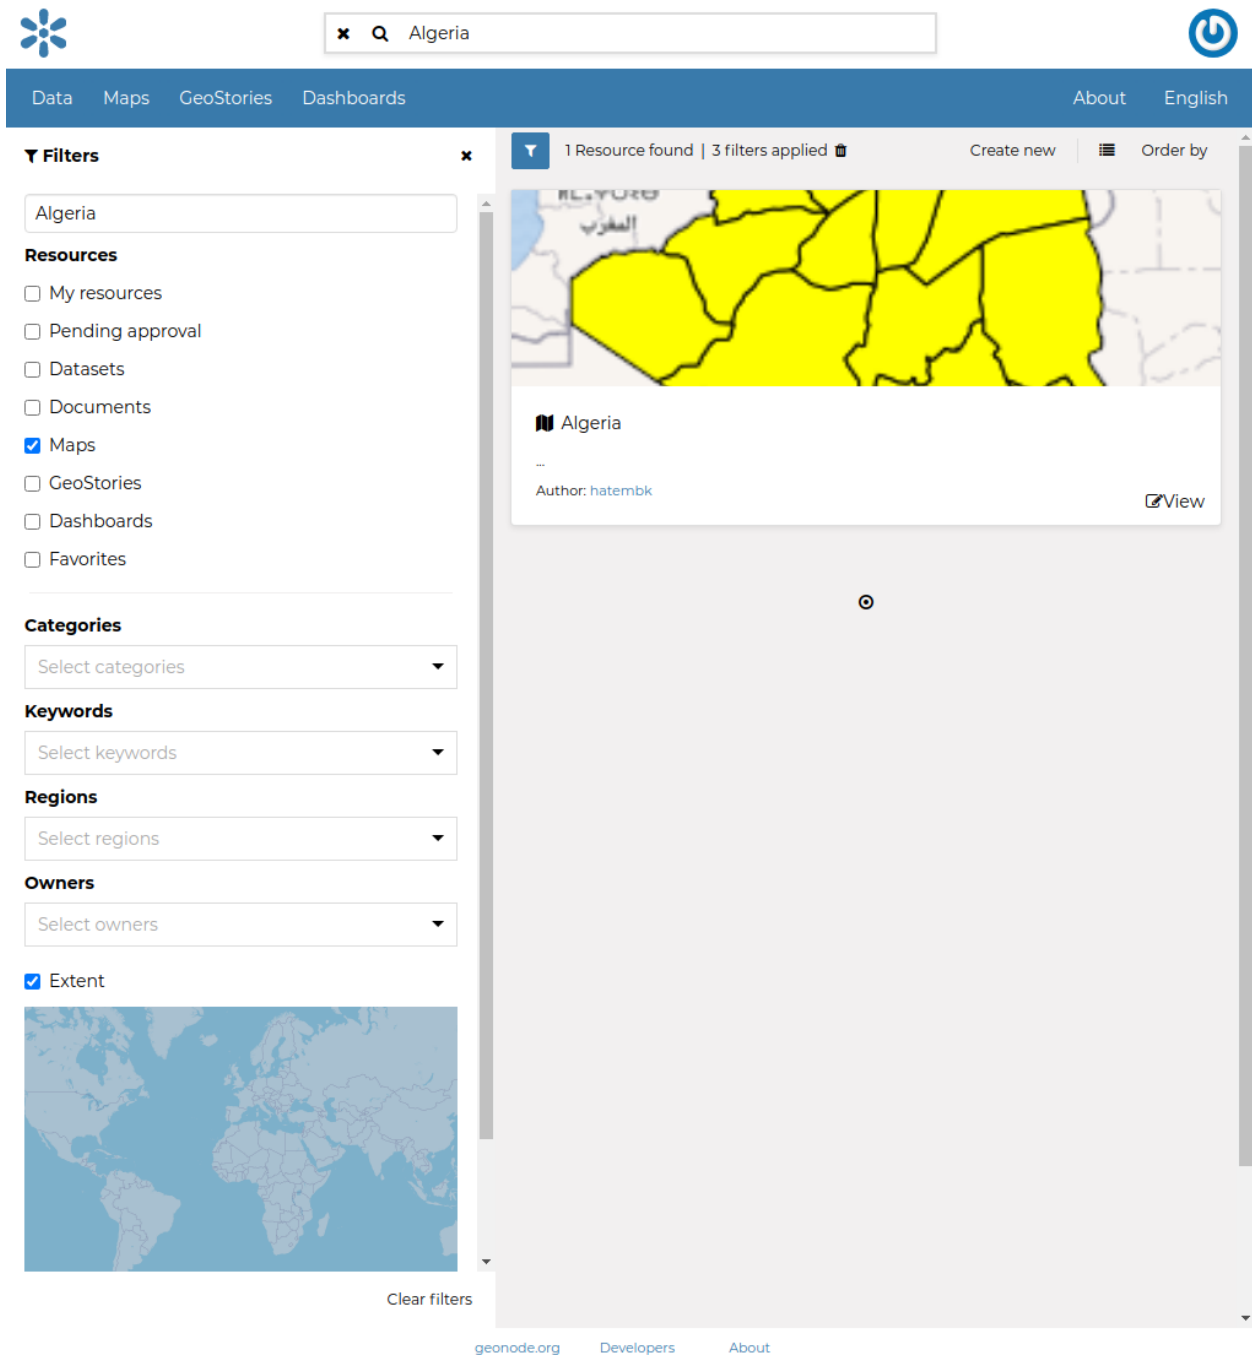 Algeria
Data Maps GeoStories Dashboards About English
Filters
Algeria
Resources
My resources
Pending approval
Datasets
Documents
Maps
GeoStories
Dashboards
Favorites
Categories
Select categories
Keywords
Select keywords
Regions
Select regions
Owners
Select owners
Extent
Clear filters
1 Resource found | 3 filters applied
Create new
Order by
المغرب
Algeria
...
Author: hatembk
View
geonode.org Developers About